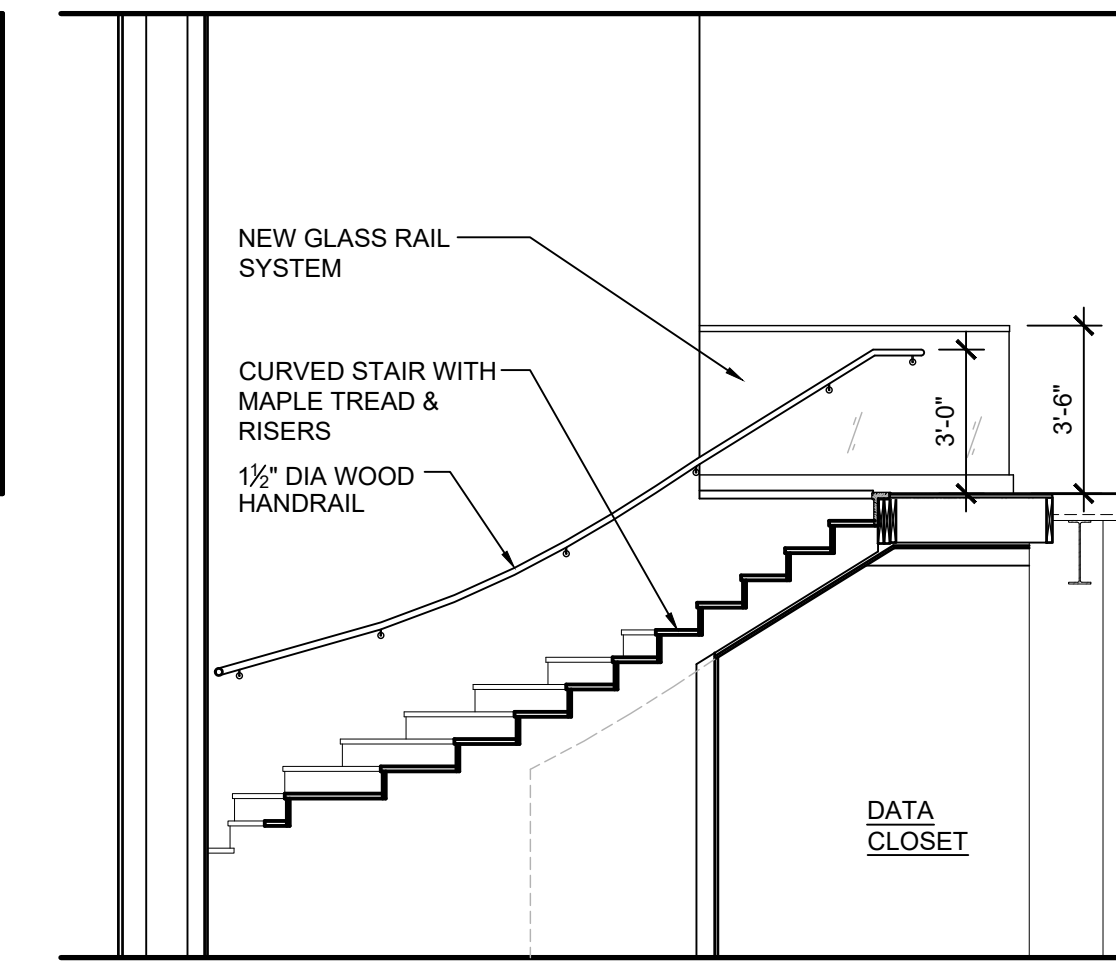 NEW GLASS RAIL
SYSTEM
CURVED STAIR WITH
MAPLE TREAD &
RISERS
1½" DIA WOOD
HANDRAIL
3'-0"
3'-6"
DATA
CLOSET